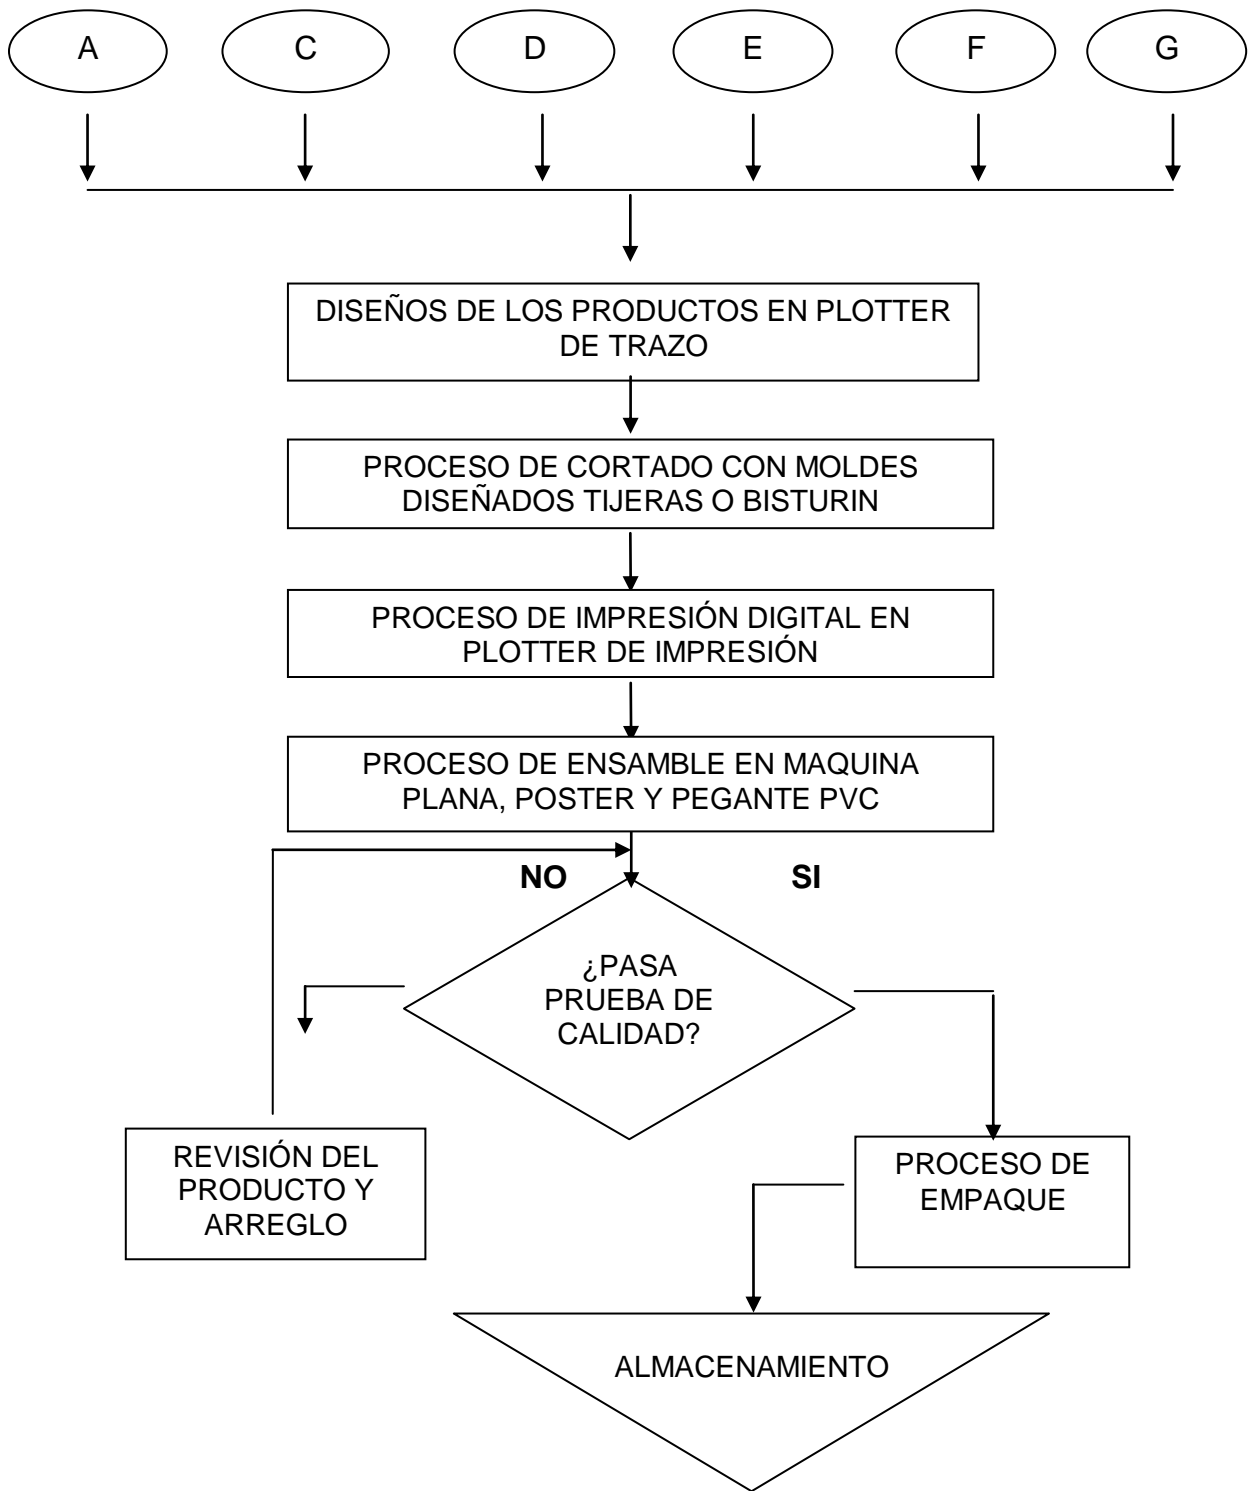 A C D E F G
DISEÑOS DE LOS PRODUCTOS EN PLOTTER
DE TRAZO
PROCESO DE CORTADO CON MOLDES
DISEÑADOS TIJERAS O BISTURIN
PROCESO DE IMPRESIÓN DIGITAL EN
PLOTTER DE IMPRESIÓN
PROCESO DE ENSAMBLE EN MAQUINA
PLANA, POSTER Y PEGANTE PVC
NO SI
¿PASA
PRUEBA DE
CALIDAD?
REVISIÓN DEL
PRODUCTO Y
ARREGLO
PROCESO DE
EMPAQUE
ALMACENAMIENTO